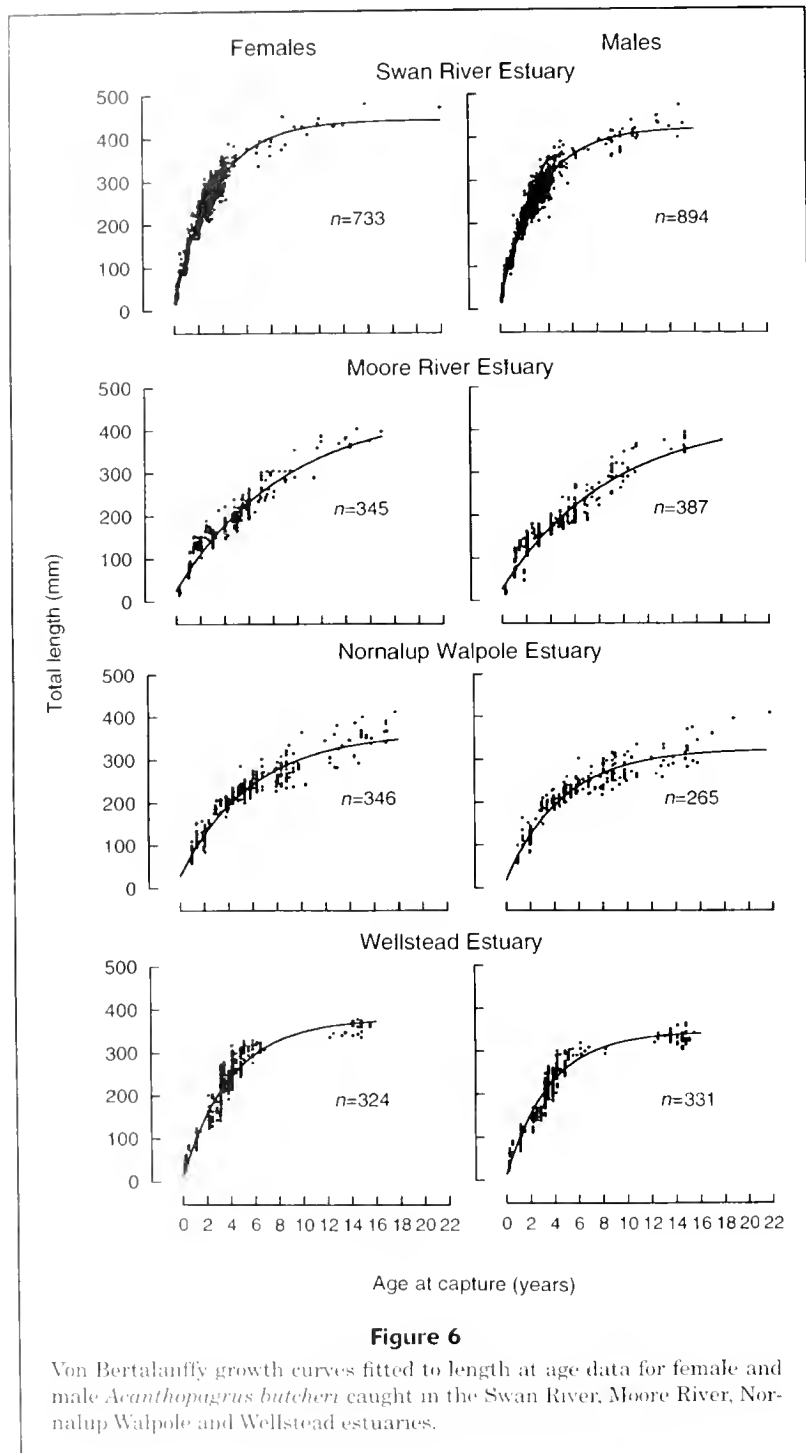 Females Males
Swan River Estuary
500
400
300
200
100
0
n=733 n=894
Moore River Estuary
500
400
300
200
100
0
n=345 n=387
Total length (mm)
Nornalup Walpole Estuary
500
400
300
200
100
0
n=346 n=265
Wellstead Estuary
500
400
300
200
100
0
n=324 n=331
0 2 4 6 8 10 12 14 16 18 20 22 0 2 4 6 8 10 12 14 16 18 20 22
Age at capture (years)
Figure 6
Von Bertalanffy growth curves fitted to length at age data for female and
male Acanthopagrus butcheri caught in the Swan River, Moore River, Nor-
nalup Walpole and Wellstead estuaries.